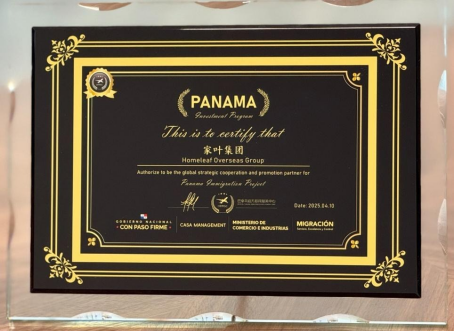 PANAMA
Investment Program
This is to certify that
家叶集团
Homeleaf Overseas Group
Authorize to be the global strategic cooperation and promotion partner for
Panama Immigration Project
Date: 2025.04.10
GOBIERNO NACIONAL
CON PASO FIRME
CASA MANAGEMENT
MINISTERIO DE
COMERCIO E INDUSTRIAS
MIGRACIÓN